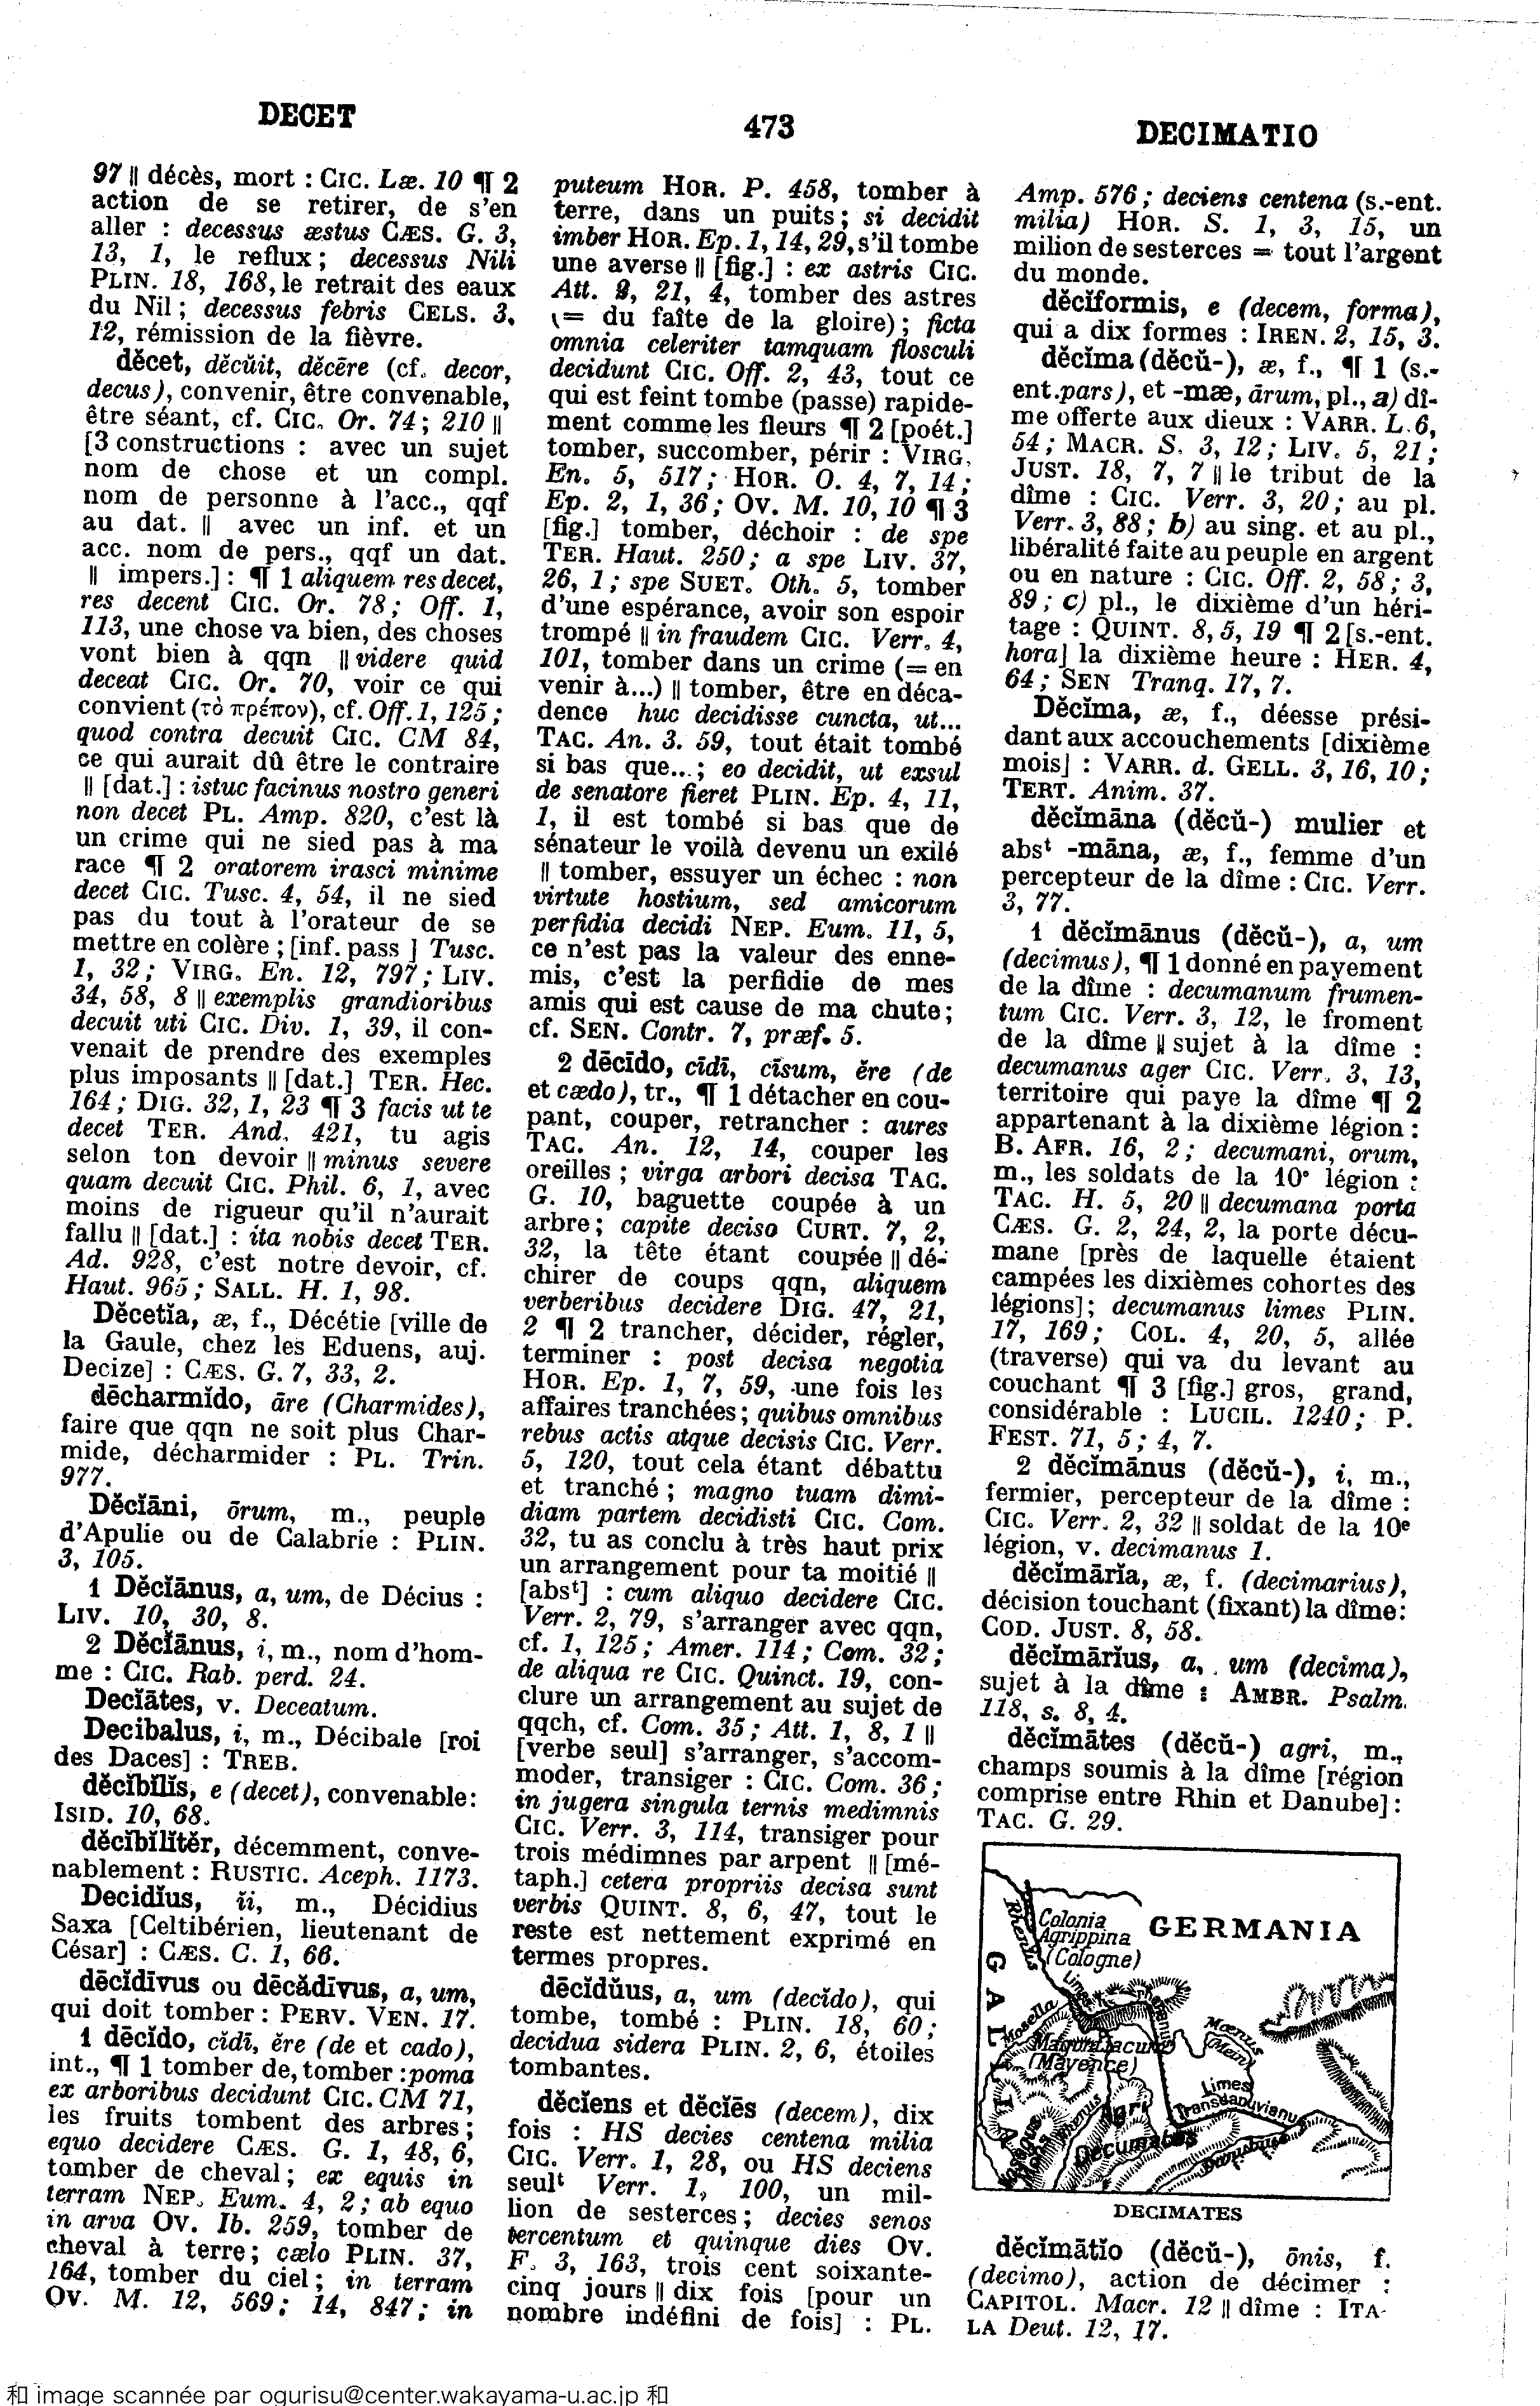 DECET
473
DECIMATIO
97 || décès, mort : CIC. Læ. 10 ¶ 2
action de se retirer, de s'en
aller : decessus æstus CÆS. G. 3,
13, 1, le reflux ; decessus Nili
PLIN. 18, 168, le retrait des eaux
du Nil ; decessus febris CELS. 3,
12, rémission de la fièvre.
dĕcet, dĕcŭit, dĕcēre (cf. decor,
decus), convenir, être convenable,
être séant, cf. CIC. Or. 74 ; 210 ||
[3 constructions : avec un sujet
nom de chose et un compl.
nom de personne à l'acc., qqf
au dat. || avec un inf. et un
acc. nom de pers., qqf un dat.
|| impers.] : ¶ 1 aliquem res decet,
res decent CIC. Or. 78 ; Off. 1,
113, une chose va bien, des choses
vont bien à qqn || videre quid
deceat CIC. Or. 70, voir ce qui
convient (τὸ πρέπον), cf. Off. 1, 125 ;
quod contra decuit CIC. CM 84,
ce qui aurait dû être le contraire
|| [dat.] : istuc facinus nostro generi
non decet PL. Amp. 820, c'est là
un crime qui ne sied pas à ma
race ¶ 2 oratorem irasci minime
decet CIC. Tusc. 4, 54, il ne sied
pas du tout à l'orateur de se
mettre en colère ; [inf. pass ] Tusc.
1, 32 ; VIRG. En. 12, 797 ; LIV.
34, 58, 8 || exemplis grandioribus
decuit uti CIC. Div. 1, 39, il con-
venait de prendre des exemples
plus imposants || [dat.] TER. Hec.
164 ; DIG. 32, 1, 23 ¶ 3 facis ut te
decet TER. And. 421, tu agis
selon ton devoir || minus severe
quam decuit CIC. Phil. 6, 1, avec
moins de rigueur qu'il n'aurait
fallu || [dat.] : ita nobis decet TER.
Ad. 928, c'est notre devoir, cf.
Haut. 965 ; SALL. H. 1, 98.
Dĕcetĭa, æ, f., Décétie [ville de
la Gaule, chez les Eduens, auj.
Decize] : CÆS. G. 7, 33, 2.
dēcharmĭdo, āre (Charmides),
faire que qqn ne soit plus Char-
mide, décharmider : PL. Trin.
977.
Dĕcĭāni, ōrum, m., peuple
d'Apulie ou de Calabrie : PLIN.
3, 105.
1 Dĕcĭānus, a, um, de Décius :
LIV. 10, 30, 8.
2 Dĕcĭānus, i, m., nom d'hom-
me : CIC. Rab. perd. 24.
Decĭātes, v. Deceatum.
Decibalus, i, m., Décibale [roi
des Daces] : TREB.
dĕcĭbĭlis, e (decet), convenable :
ISID. 10, 68.
dĕcĭbĭlĭtĕr, décemment, conve-
nablement : RUSTIC. Aceph. 1173.
Decidĭus, ĭi, m., Décidius
Saxa [Celtibérien, lieutenant de
César] : CÆS. C. 1, 66.
dēcĭdīvus ou dēcădīvus, a, um,
qui doit tomber : PERV. VEN. 17.
1 dēcĭdo, cĭdī, ĕre (de et cado),
int., ¶ 1 tomber de, tomber : poma
ex arboribus decidunt CIC. CM 71,
les fruits tombent des arbres ;
equo decidere CÆS. G. 1, 48, 6,
tomber de cheval ; ex equis in
terram NEP. Eum. 4, 2 ; ab equo
in arva OV. Ib. 259, tomber de
cheval à terre ; cælo PLIN. 37,
164, tomber du ciel ; in terram
OV. M. 12, 569 ; 14, 847 ; in
puteum HOR. P. 458, tomber à
terre, dans un puits ; si decidit
imber HOR. Ep. 1, 14, 29, s'il tombe
une averse || [fig.] : ex astris CIC.
Att. 2, 21, 4, tomber des astres
(= du faîte de la gloire) ; ficta
omnia celeriter tamquam flosculi
decidunt CIC. Off. 2, 43, tout ce
qui est feint tombe (passe) rapide-
ment comme les fleurs ¶ 2 [poét.]
tomber, succomber, périr : VIRG.
En. 5, 517 ; HOR. O. 4, 7, 14 ;
Ep. 2, 1, 36 ; OV. M. 10, 10 ¶ 3
[fig.] tomber, déchoir : de spe
TER. Haut. 250 ; a spe LIV. 37,
26, 1 ; spe SUET. Oth. 5, tomber
d'une espérance, avoir son espoir
trompé || in fraudem CIC. Verr. 4,
101, tomber dans un crime (= en
venir à...) || tomber, être en déca-
dence huc decidisse cuncta, ut...
TAC. An. 3. 59, tout était tombé
si bas que... ; eo decidit, ut exsul
de senatore fieret PLIN. Ep. 4, 11,
1, il est tombé si bas que de
sénateur le voilà devenu un exilé
|| tomber, essuyer un échec : non
virtute hostium, sed amicorum
perfidia decidi NEP. Eum. 11, 5,
ce n'est pas la valeur des enne-
mis, c'est la perfidie de mes
amis qui est cause de ma chute ;
cf. SEN. Contr. 7, præf. 5.
2 dēcīdo, cīdī, cīsum, ĕre (de
et cædo), tr., ¶ 1 détacher en cou-
pant, couper, retrancher : aures
TAC. An. 12, 14, couper les
oreilles ; virga arbori decisa TAC.
G. 10, baguette coupée à un
arbre ; capite deciso CURT. 7, 2,
32, la tête étant coupée || dé-
chirer de coups qqn, aliquem
verberibus decidere DIG. 47, 21,
2 ¶ 2 trancher, décider, régler,
terminer : post decisa negotia
HOR. Ep. 1, 7, 59, une fois les
affaires tranchées ; quibus omnibus
rebus actis atque decisis CIC. Verr.
5, 120, tout cela étant débattu
et tranché ; magno tuam dimi-
diam partem decidisti CIC. Com.
32, tu as conclu à très haut prix
un arrangement pour ta moitié ||
[absᵗ] : cum aliquo decidere CIC.
Verr. 2, 79, s'arranger avec qqn,
cf. 1, 125 ; Amer. 114 ; Com. 32 ;
de aliqua re CIC. Quinct. 19, con-
clure un arrangement au sujet de
qqch, cf. Com. 35 ; Att. 1, 8, 1 ||
[verbe seul] s'arranger, s'accom-
moder, transiger : CIC. Com. 36 ;
in jugera singula ternis medimnis
CIC. Verr. 3, 114, transiger pour
trois médimnes par arpent || [mé-
taph.] cetera propriis decisa sunt
verbis QUINT. 8, 6, 47, tout le
reste est nettement exprimé en
termes propres.
dēcĭdŭus, a, um (decĭdo), qui
tombe, tombé : PLIN. 18, 60 ;
decidua sidera PLIN. 2, 6, étoiles
tombantes.
dĕcĭens et dĕcĭēs (decem), dix
fois : HS decies centena milia
CIC. Verr. 1, 28, ou HS deciens
seulᵗ Verr. 1, 100, un mil-
lion de sesterces ; decies senos
tercentum et quinque dies OV.
F. 3, 163, trois cent soixante-
cinq jours || dix fois [pour un
nombre indéfini de fois] : PL.
Amp. 576 ; deciens centena (s.-ent.
milia) HOR. S. 1, 3, 15, un
milion de sesterces = tout l'argent
du monde.
dĕcĭformis, e (decem, forma),
qui a dix formes : IREN. 2, 15, 3.
dĕcĭma (dĕcŭ-), æ, f., ¶ 1 (s.-
ent. pars), et -mæ, ārum, pl., a) dî-
me offerte aux dieux : VARR. L. 6,
54 ; MACR. S. 3, 12 ; LIV. 5, 21 ;
JUST. 18, 7, 7 || le tribut de la
dîme : CIC. Verr. 3, 20 ; au pl.
Verr. 3, 88 ; b) au sing. et au pl.,
libéralité faite au peuple en argent
ou en nature : CIC. Off. 2, 58 ; 3,
89 ; c) pl., le dixième d'un héri-
tage : QUINT. 8, 5, 19 ¶ 2 [s.-ent.
hora] la dixième heure : HER. 4,
64 ; SEN Tranq. 17, 7.
Dĕcĭma, æ, f., déesse prési-
dant aux accouchements [dixième
mois] : VARR. d. GELL. 3, 16, 10 ;
TERT. Anim. 37.
dĕcĭmāna (dĕcŭ-) mulier et
absᵗ -māna, æ, f., femme d'un
percepteur de la dîme : CIC. Verr.
3, 77.
1 dĕcĭmānus (dĕcŭ-), a, um
(decimus), ¶ 1 donné en payement
de la dîme : decumanum frumen-
tum CIC. Verr. 3, 12, le froment
de la dîme || sujet à la dîme :
decumanus ager CIC. Verr. 3, 13,
territoire qui paye la dîme ¶ 2
appartenant à la dixième légion :
B. AFR. 16, 2 ; decumani, orum,
m., les soldats de la 10ᵉ légion :
TAC. H. 5, 20 || decumana porta
CÆS. G. 2, 24, 2, la porte décu-
mane [près de laquelle étaient
campées les dixièmes cohortes des
légions] ; decumanus limes PLIN.
17, 169 ; COL. 4, 20, 5, allée
(traverse) qui va du levant au
couchant ¶ 3 [fig.] gros, grand,
considérable : LUCIL. 1240 ; P.
FEST. 71, 5 ; 4, 7.
2 dĕcĭmānus (dĕcŭ-), i, m.,
fermier, percepteur de la dîme :
CIC. Verr. 2, 32 || soldat de la 10ᵉ
légion, v. decimanus 1.
dĕcĭmārĭa, æ, f. (decimarius),
décision touchant (fixant) la dîme :
COD. JUST. 8, 58.
dĕcĭmārĭus, a, um (decima),
sujet à la dîme : AMBR. Psalm.
118, s. 8, 4.
dĕcĭmātes (dĕcŭ-) agri, m.,
champs soumis à la dîme [région
comprise entre Rhin et Danube] :
TAC. G. 29.
Rhenus
Colonia
Agrippina
(Cologne)
GERMANIA
GALLIA
Limes Rhenanus
Mosella
(Mayence)
Mœnus
(Mein)
Limes
Transdanuvianus
Rhenus
Agri
Decumates
Danubius
DECIMATES
dĕcĭmātĭo (dĕcŭ-), ōnis, f.
(decimo), action de décimer :
CAPITOL. Macr. 12 || dîme : ITA-
LA Deut. 12, 17.
和 image scannée par ogurisu@center.wakayama-u.ac.jp 和